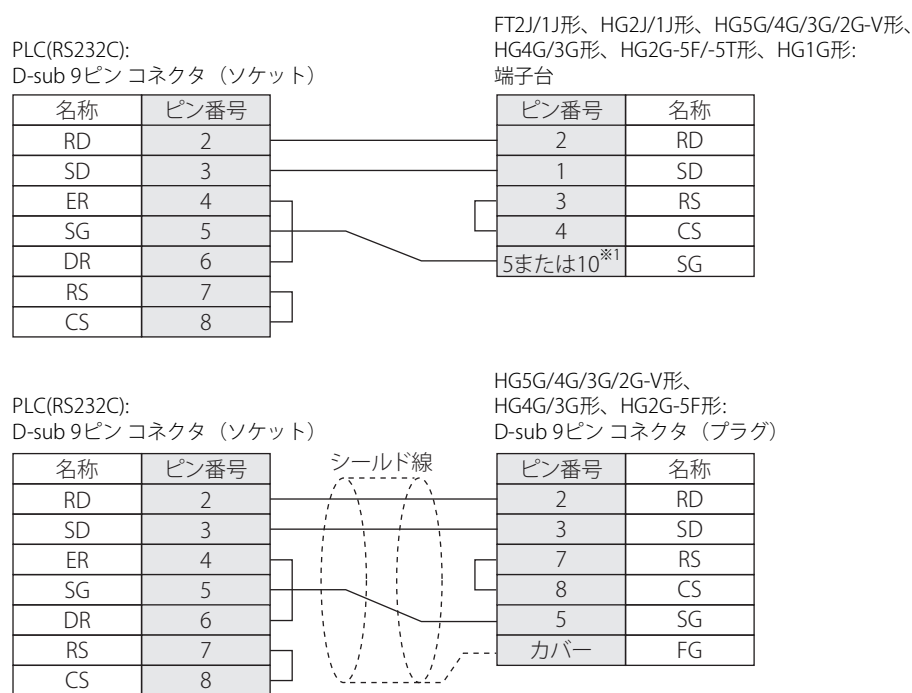 FT2J/1J形、HG2J/1J形、HG5G/4G/3G/2G-V形、
PLC(RS232C):
HG4G/3G形、HG2G-5F/-5T形、HG1G形:
D-sub 9ピン コネクタ（ソケット）
端子台
名称 ピン番号 ピン番号 名称
RD 2 2 RD
SD 3 1 SD
ER 4 3 RS
SG 5 4 CS
DR 6 5または10※1 SG
RS 7
CS 8
HG5G/4G/3G/2G-V形、
PLC(RS232C):
HG4G/3G形、HG2G-5F形:
D-sub 9ピン コネクタ（ソケット）
D-sub 9ピン コネクタ（プラグ）
名称 ピン番号 シールド線 ピン番号 名称
RD 2 2 RD
SD 3 3 SD
ER 4 7 RS
SG 5 8 CS
DR 6 5 SG
RS 7 カバー FG
CS 8